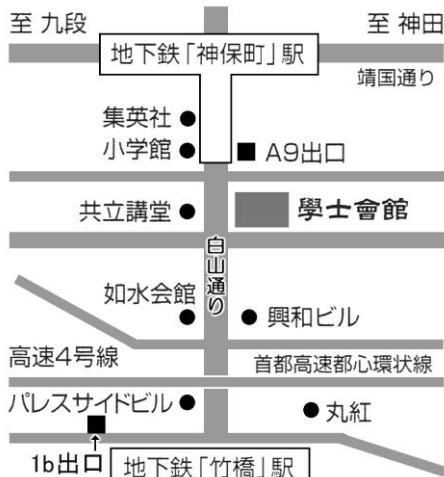 至 九段
至 神田
地下鉄「神保町」駅
靖国通り
集英社
小学館
A9出口
共立講堂
學士會館
白山通り
如水会館
興和ビル
高速4号線
首都高速都心環状線
パレスサイドビル
丸紅
1b出口
地下鉄「竹橋」駅